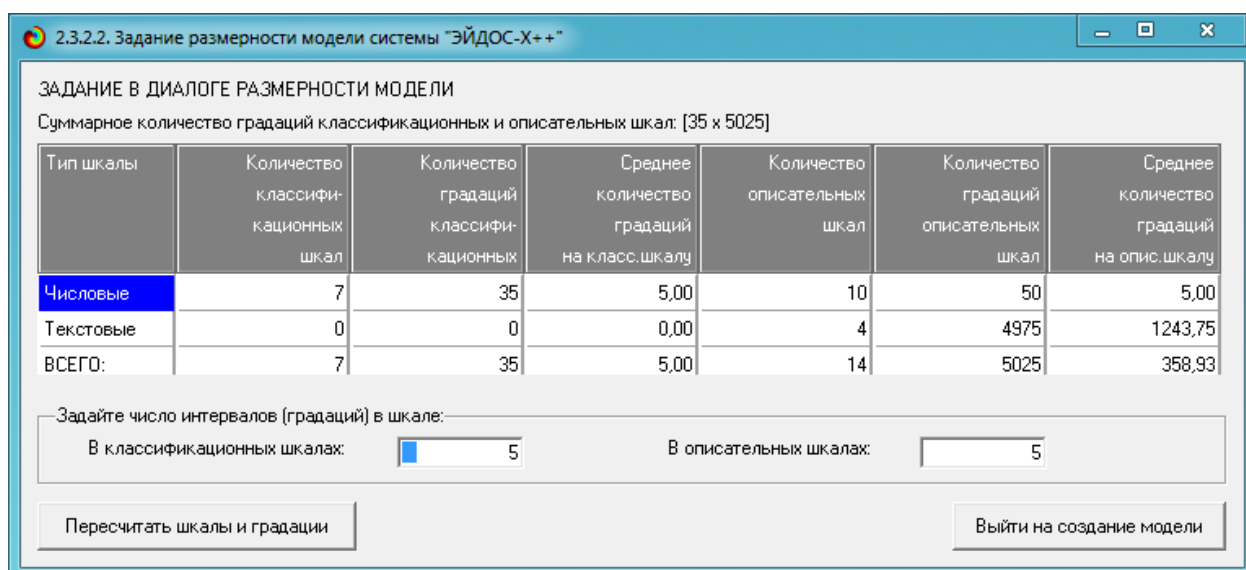 2.3.2.2. Задание размерности модели системы "ЭЙДОС-X++"
ЗАДАНИЕ В ДИАЛОГЕ РАЗМЕРНОСТИ МОДЕЛИ
Суммарное количество градаций классификационных и описательных шкал: [35 x 5025]
Тип шкалы Количество Количество Среднее Количество Количество Среднее
классифи- градаций количество описательных градаций количество
кационных классифи- градаций шкал описательных градаций
шкал кационных на класс.шкалу шкал на опис.шкалу
Числовые 7 35 5,00 10 50 5,00
Текстовые 0 0 0,00 4 4975 1243,75
ВСЕГО: 7 35 5,00 14 5025 358,93
Задайте число интервалов (градаций) в шкале:
В классификационных шкалах: 5 В описательных шкалах: 5
Пересчитать шкалы и градации Выйти на создание модели